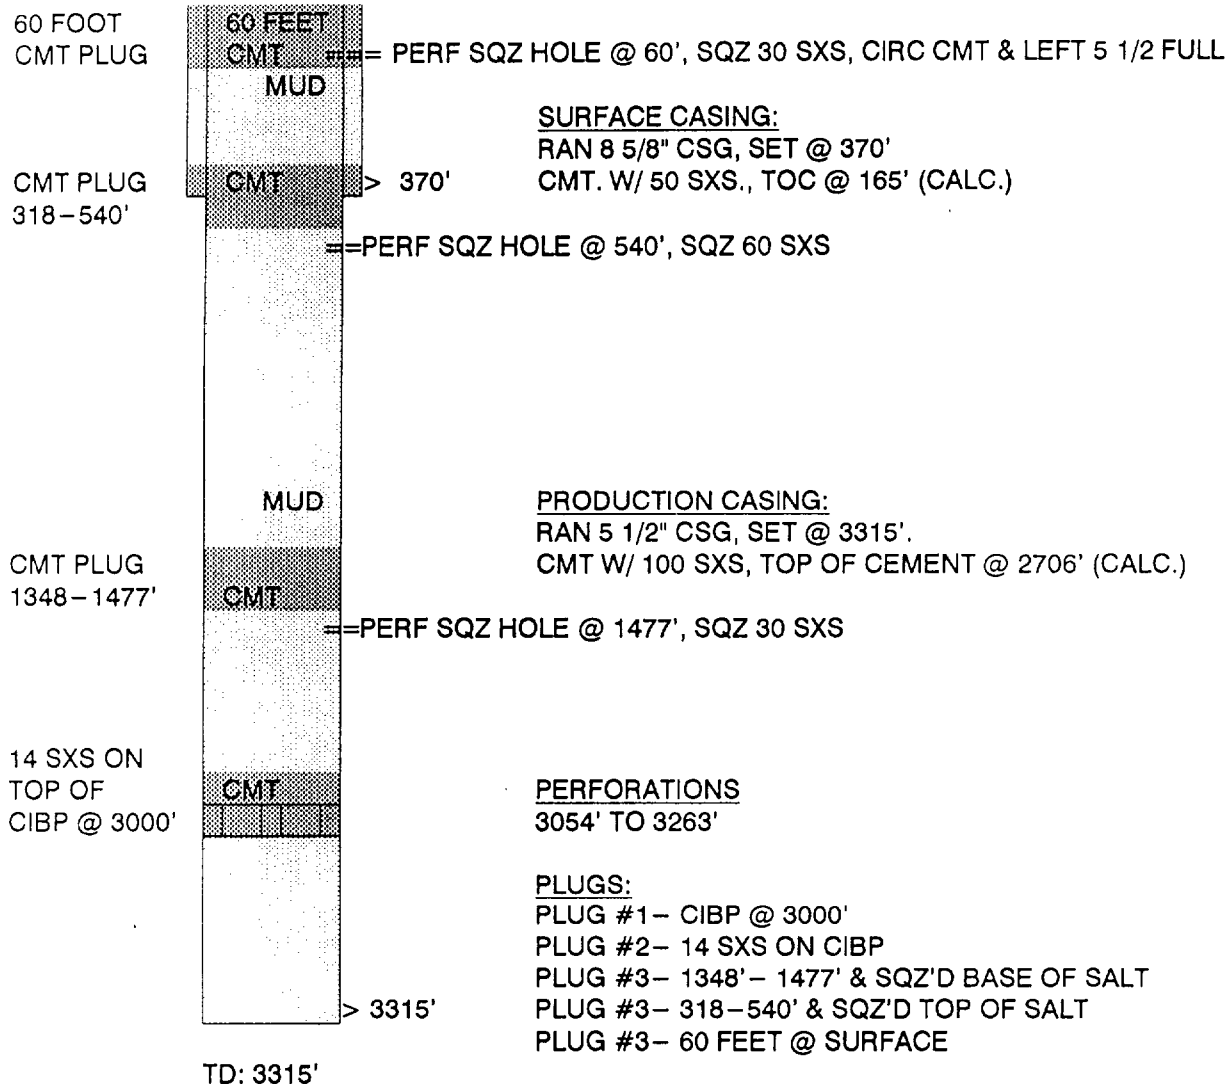 60 FOOT
CMT PLUG
60 FEET
CMT
=== PERF SQZ HOLE @ 60', SQZ 30 SXS, CIRC CMT & LEFT 5 1/2 FULL
MUD
SURFACE CASING:
RAN 8 5/8" CSG, SET @ 370'
CMT. W/ 50 SXS., TOC @ 165' (CALC.)
CMT PLUG
318-540'
CMT
> 370'
==PERF SQZ HOLE @ 540', SQZ 60 SXS
MUD
PRODUCTION CASING:
RAN 5 1/2" CSG, SET @ 3315'.
CMT W/ 100 SXS, TOP OF CEMENT @ 2706' (CALC.)
CMT PLUG
1348-1477'
CMT
==PERF SQZ HOLE @ 1477', SQZ 30 SXS
14 SXS ON
TOP OF
CIBP @ 3000'
CMT
PERFORATIONS
3054' TO 3263'
PLUGS:
PLUG #1- CIBP @ 3000'
PLUG #2- 14 SXS ON CIBP
PLUG #3- 1348'- 1477' & SQZ'D BASE OF SALT
PLUG #3- 318-540' & SQZ'D TOP OF SALT
PLUG #3- 60 FEET @ SURFACE
> 3315'
TD: 3315'